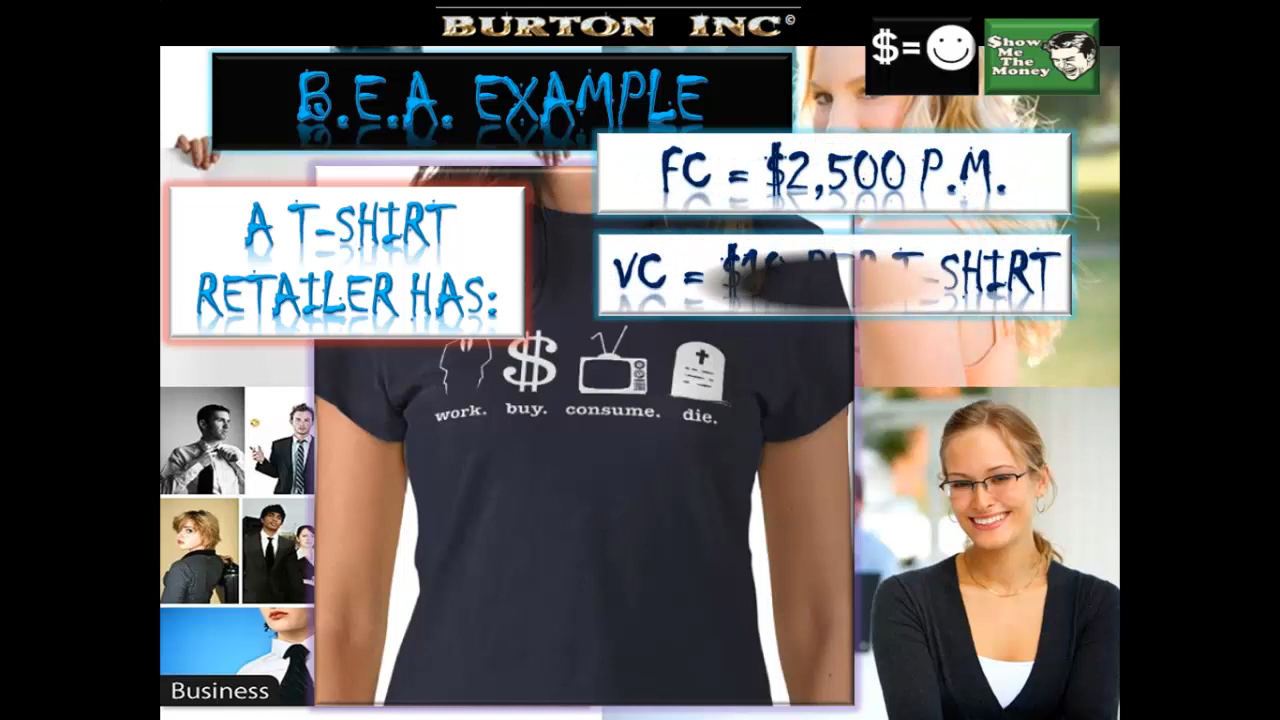 BURTON INC©
$=
Show
Me
The
Money
B.E.A. EXAMPLE
FC = $2,500 P.M.
A T-SHIRT
RETAILER HAS:
VC = T-SHIRT
$
work. buy. consume. die.
Business